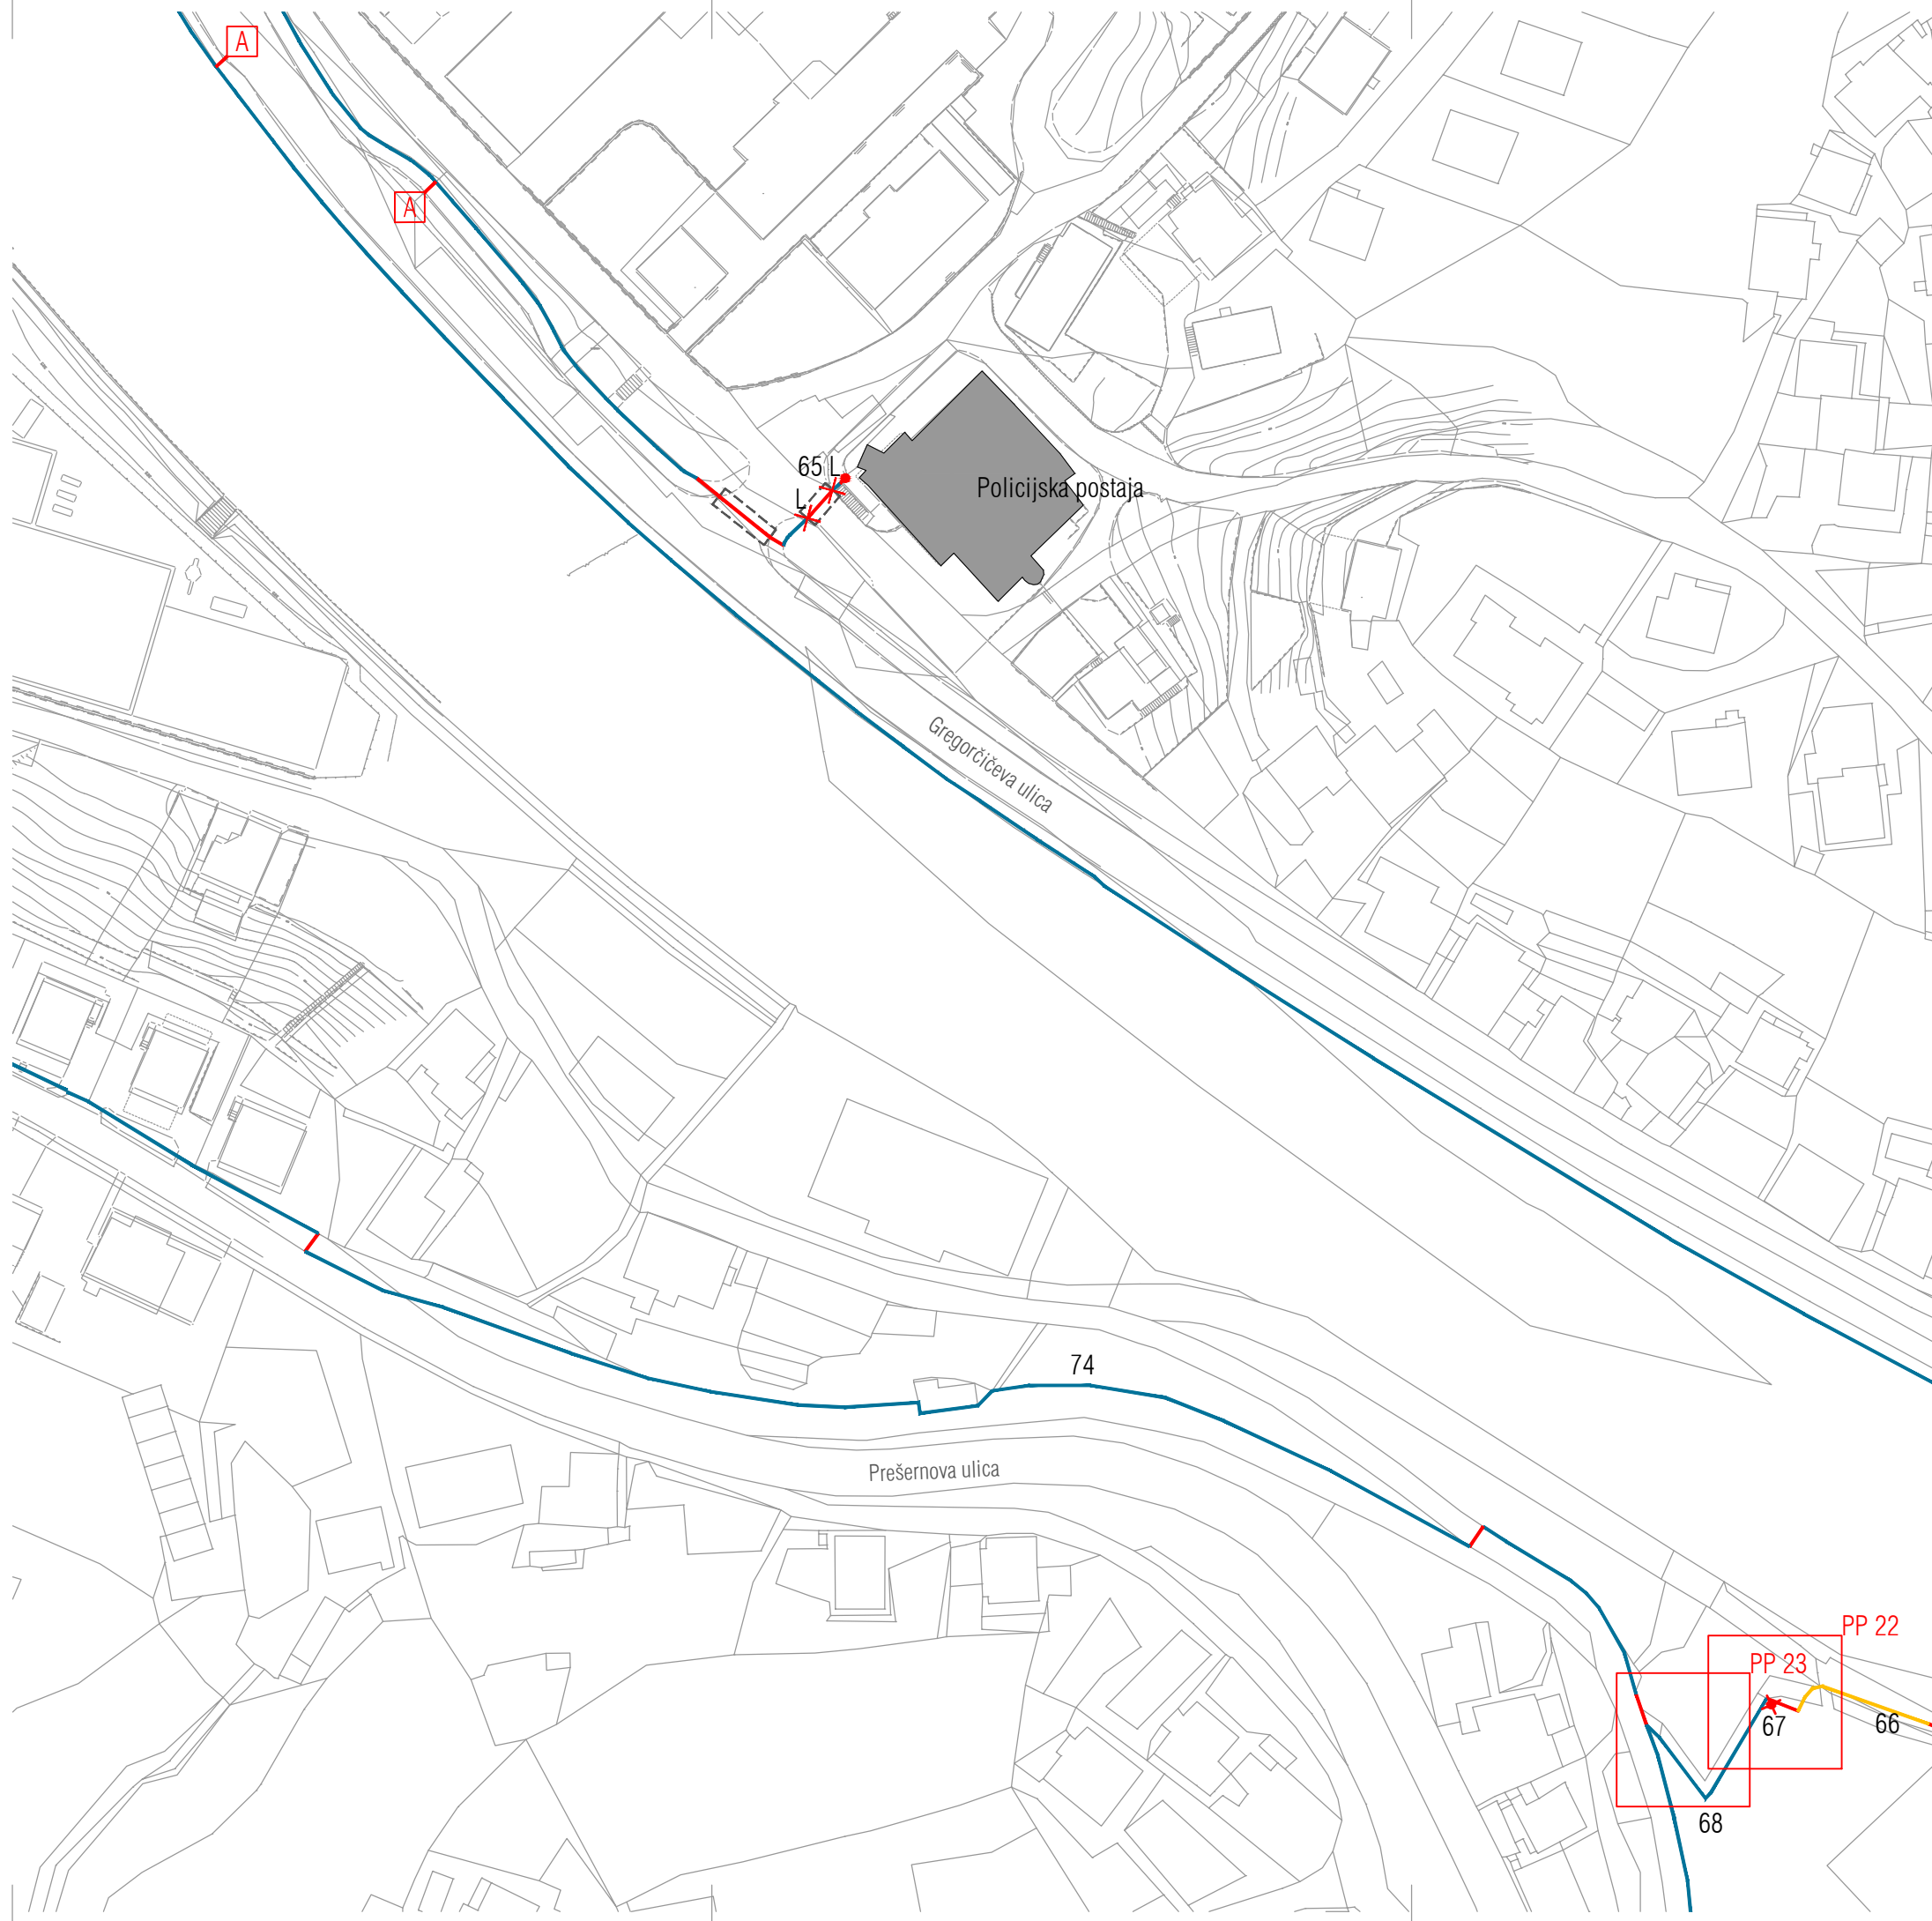 A
A
65 L
L
Policijska postaja
Gregorčičeva ulica
74
Prešernova ulica
PP 22
PP 23
67
66
68